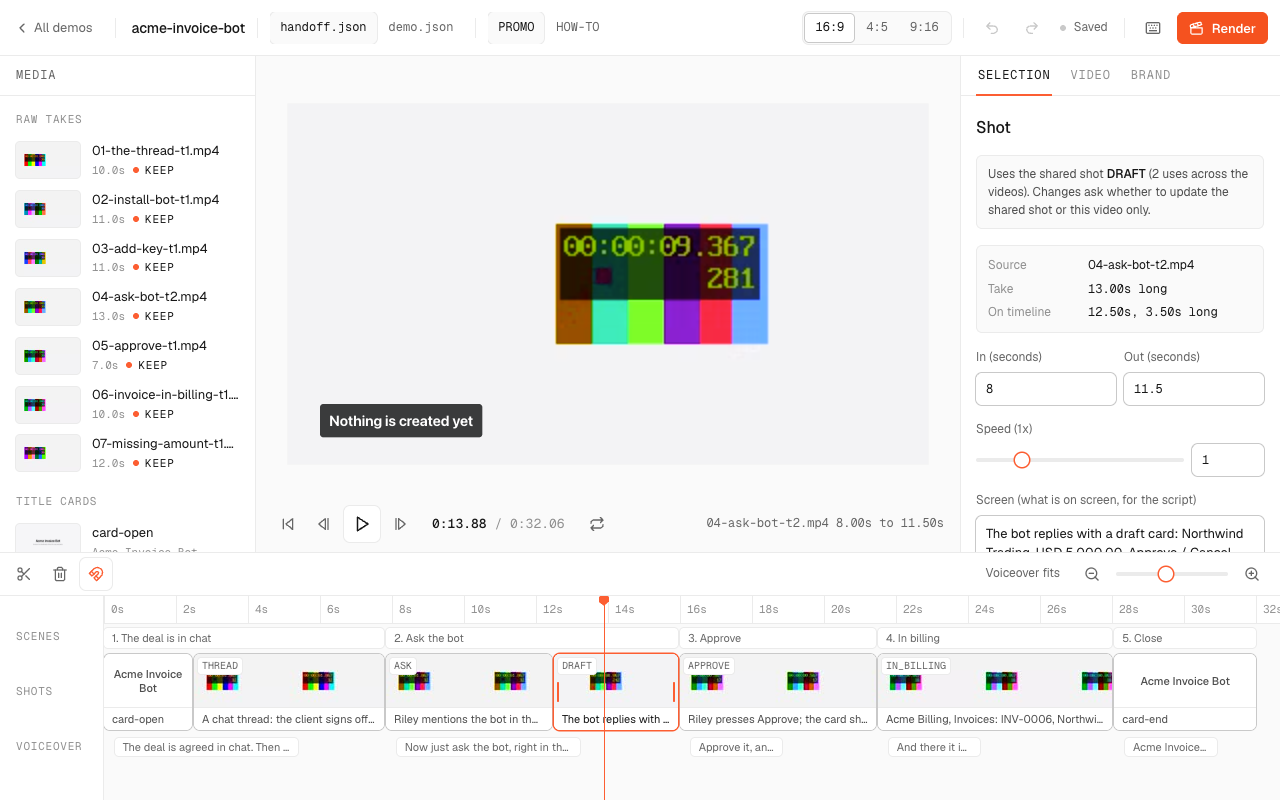 All demos
acme-invoice-bot
handoff.json
demo.json
PROMO
HOW-TO
16:9
4:5
9:16
Saved
Render
MEDIA
RAW TAKES
01-the-thread-t1.mp4
10.0s KEEP
02-install-bot-t1.mp4
11.0s KEEP
03-add-key-t1.mp4
11.0s KEEP
04-ask-bot-t2.mp4
13.0s KEEP
05-approve-t1.mp4
7.0s KEEP
06-invoice-in-billing-t1....
10.0s KEEP
07-missing-amount-t1....
12.0s KEEP
TITLE CARDS
card-open
Acme Invoice Bot
00:00:09.367
281
Nothing is created yet
0:13.88 / 0:32.06
04-ask-bot-t2.mp4 8.00s to 11.50s
SELECTION
VIDEO
BRAND
Shot
Uses the shared shot DRAFT (2 uses across the
videos). Changes ask whether to update the
shared shot or this video only.
Source 04-ask-bot-t2.mp4
Take 13.00s long
On timeline 12.50s, 3.50s long
In (seconds)
Out (seconds)
8
11.5
Speed (1x)
1
Screen (what is on screen, for the script)
The bot replies with a draft card: Northwind
Trading, USD 5,000.00, Approve / Cancel
Voiceover fits
0s 2s 4s 6s 8s 10s 12s 14s 16s 18s 20s 22s 24s 26s 28s 30s 32s
SCENES
1. The deal is in chat
2. Ask the bot
3. Approve
4. In billing
5. Close
SHOTS
Acme Invoice
Bot
card-open
THREAD
A chat thread: the client signs off...
ASK
Riley mentions the bot in th...
DRAFT
The bot replies with ...
APPROVE
Riley presses Approve; the card sh...
IN_BILLING
Acme Billing, Invoices: INV-0006, Northwi...
Acme Invoice Bot
card-end
VOICEOVER
The deal is agreed in chat. Then ...
Now just ask the bot, right in th...
Approve it, an...
And there it i...
Acme Invoice...